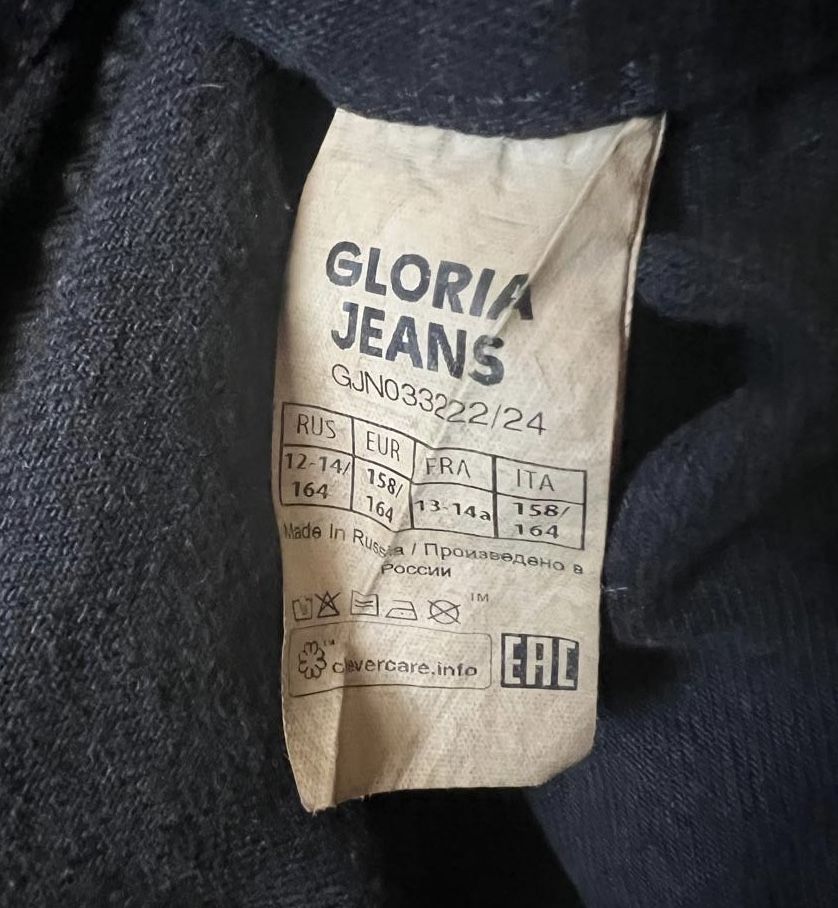 GLORIA
JEANS
GJN033222/24
RUS EUR FRA ITA
12-14/ 158/ 13-14a 158/
164 164 164
Made In Russia / Произведено в
России
TM
clevercare.info
EAC